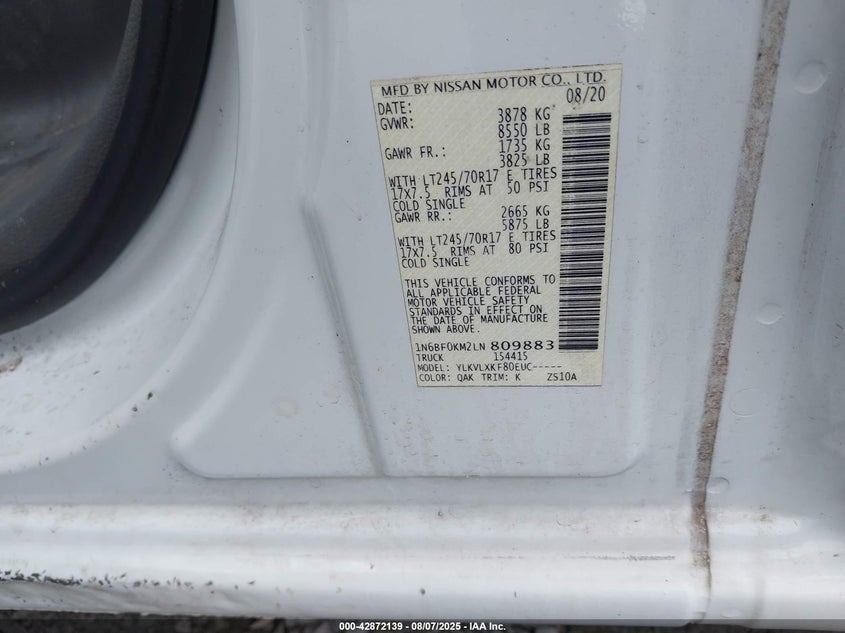 MFD BY NISSAN MOTOR CO., LTD.
DATE: 08/20
GVWR: 3878 KG
8550 LB
GAWR FR.: 1735 KG
3825 LB
WITH LT245/70R17 E TIRES
17X7.5 RIMS AT 50 PSI
COLD SINGLE
GAWR RR.: 2665 KG
5875 LB
WITH LT245/70R17 E TIRES
17X7.5 RIMS AT 80 PSI
COLD SINGLE
THIS VEHICLE CONFORMS TO
ALL APPLICABLE FEDERAL
MOTOR VEHICLE SAFETY
STANDARDS IN EFFECT ON
THE DATE OF MANUFACTURE
SHOWN ABOVE.
1N6BF0KM2LN 809883
TRUCK 154415
MODEL: YLKVLXKF80EUC-----
COLOR: QAK TRIM: K ZS10A
000-42872139 - 08/07/2025 - IAA Inc.